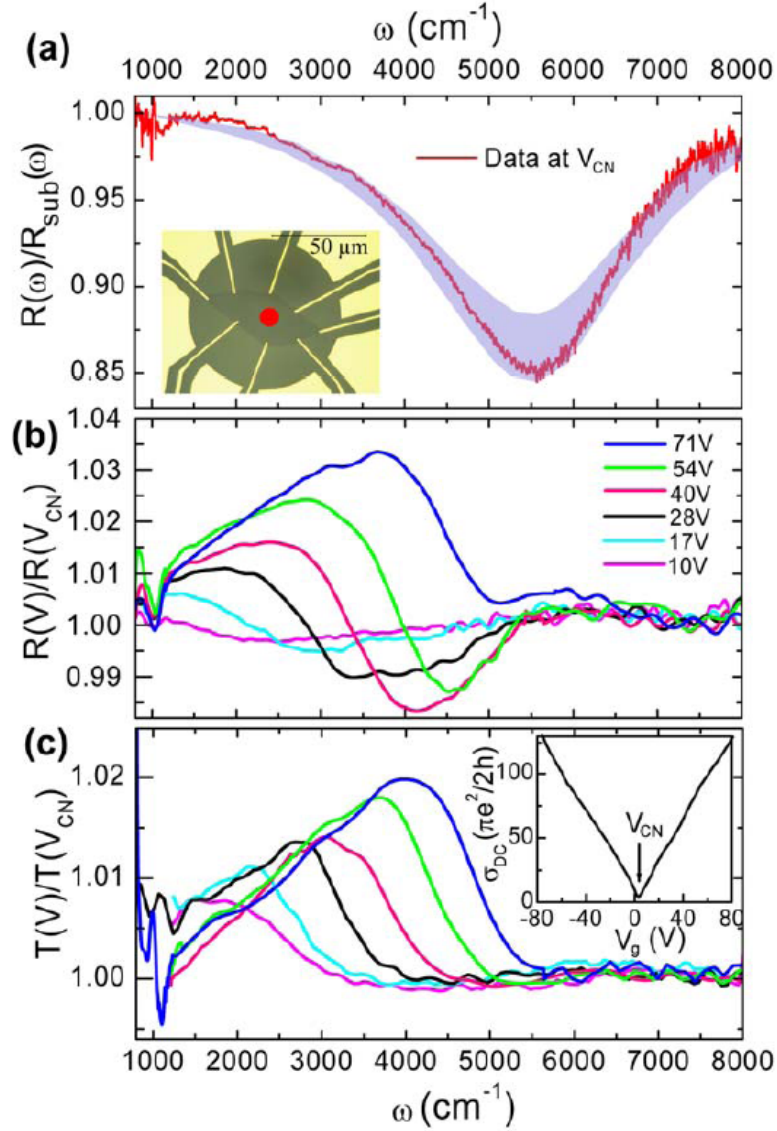 ω (cm⁻¹)
(a)
1000 2000 3000 4000 5000 6000 7000 8000
R(ω)/R_sub(ω)
1.00
0.95
0.90
0.85
Data at V_CN
50 µm
(b)
R(V)/R(V_CN)
1.04
1.03
1.02
1.01
1.00
0.99
71V
54V
40V
28V
17V
10V
(c)
T(V)/T(V_CN)
1.02
1.01
1.00
σ_DC(πe²/2h)
100
50
0
V_CN
-80 -40 0 40 80
V_g (V)
1000 2000 3000 4000 5000 6000 7000 8000
ω (cm⁻¹)